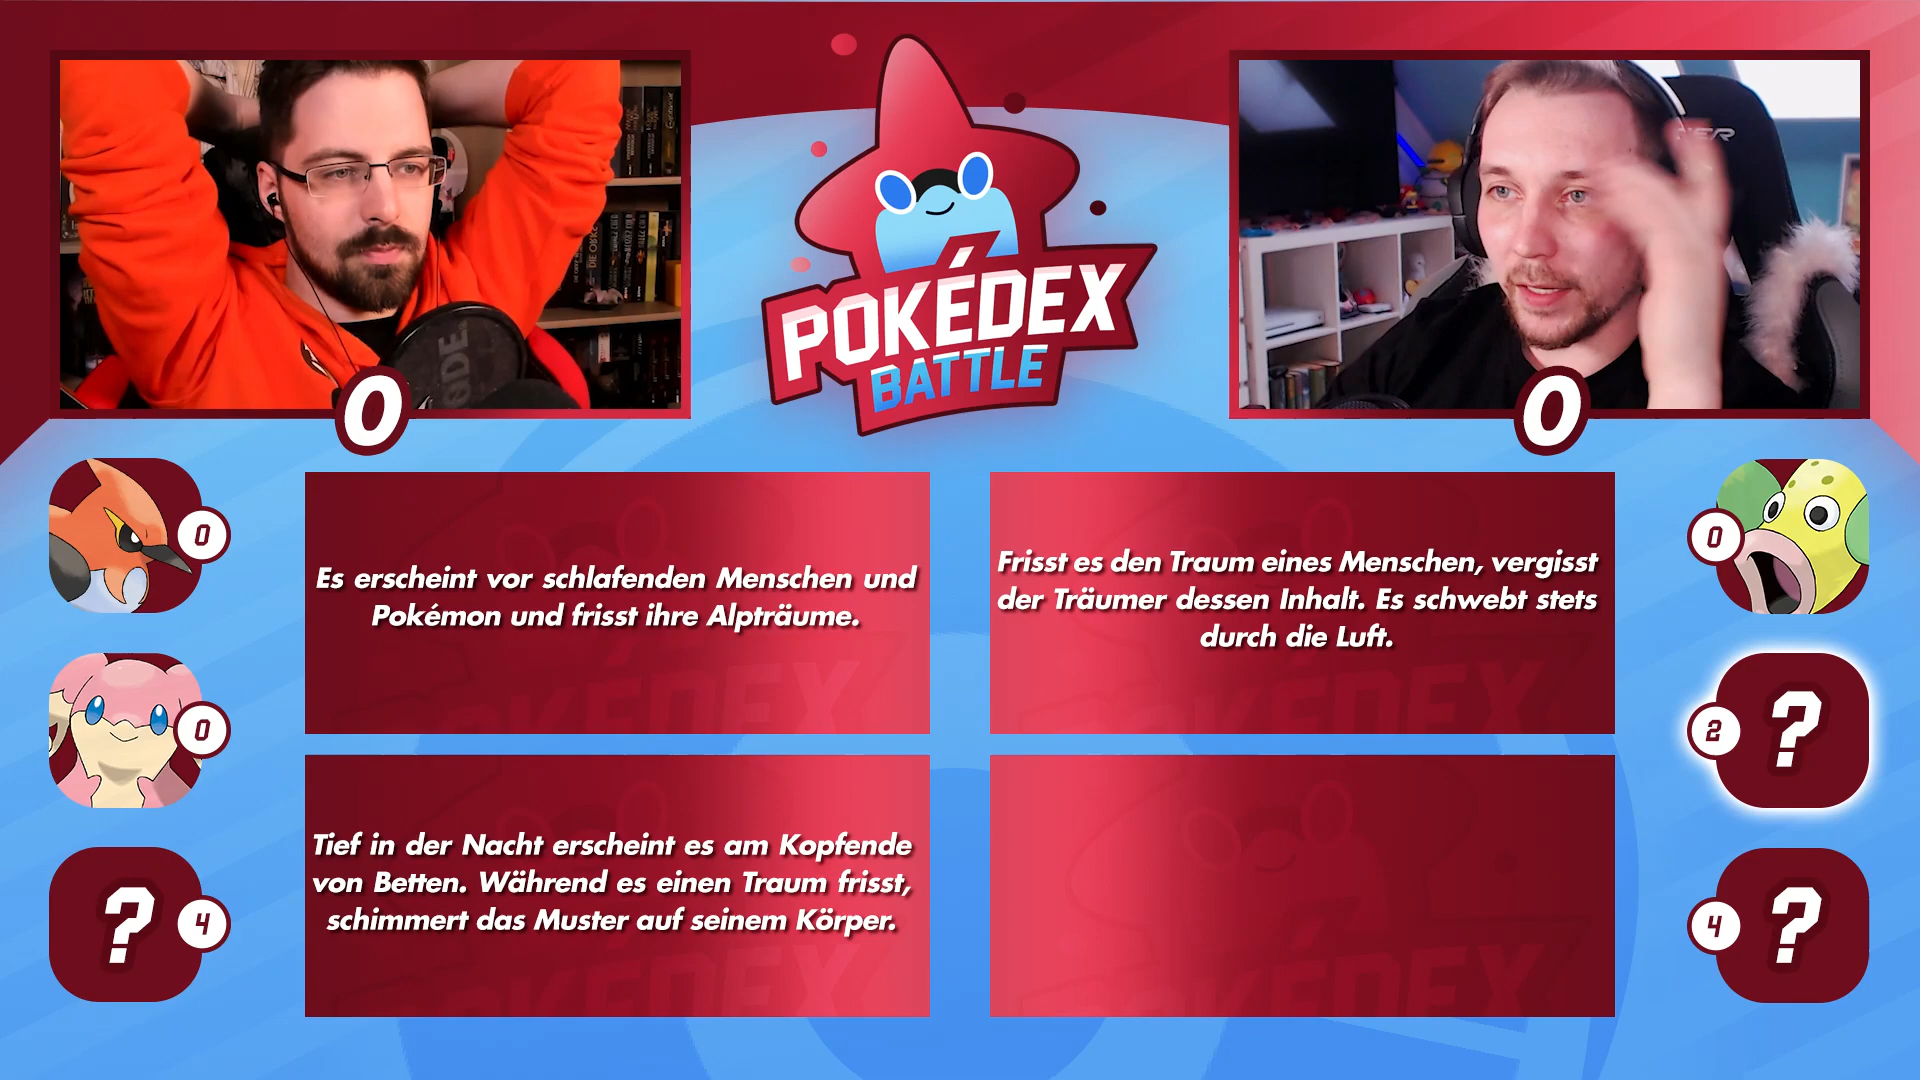 POKÉDEX
BATTLE
0
0
0
Es erscheint vor schlafenden Menschen und
Pokémon und frisst ihre Alpträume.
Frisst es den Traum eines Menschen, vergisst
der Träumer dessen Inhalt. Es schwebt stets
durch die Luft.
0
0
2
?
?
4
Tief in der Nacht erscheint es am Kopfende
von Betten. Während es einen Traum frisst,
schimmert das Muster auf seinem Körper.
4
?